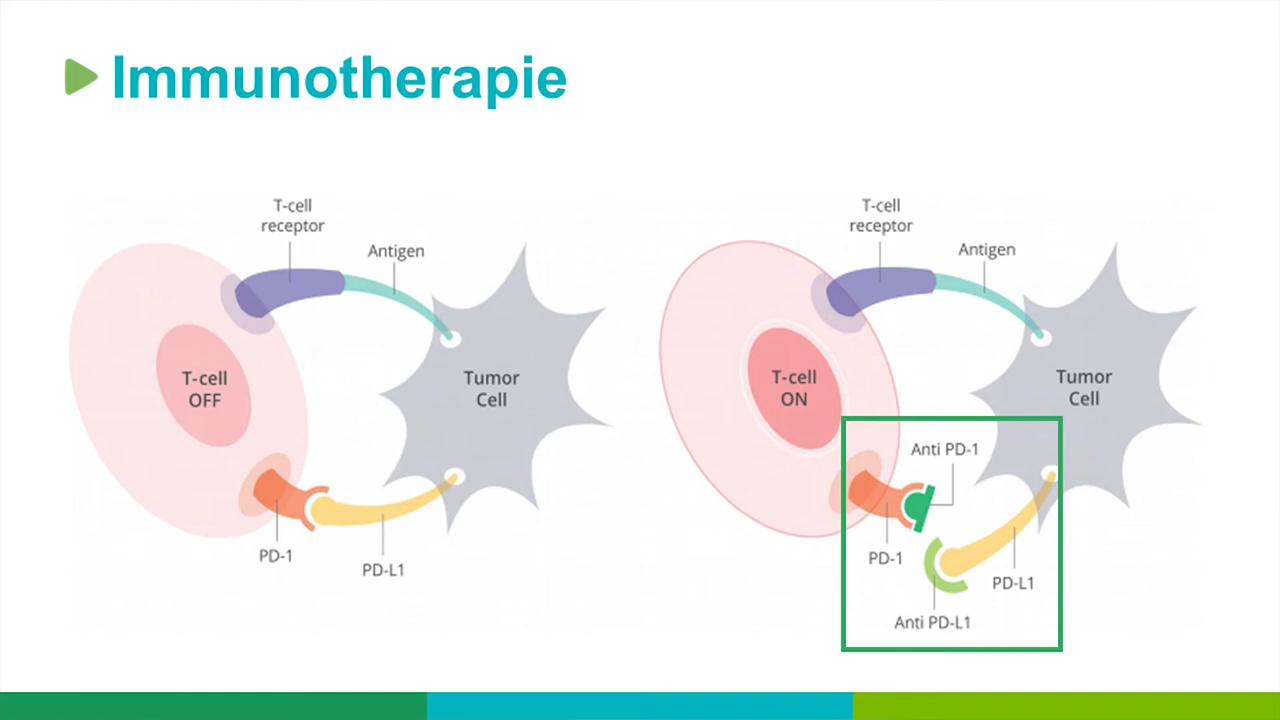 Immunotherapie
T-cell
receptor
Antigen
T-cell
OFF
Tumor
Cell
PD-1
PD-L1
T-cell
receptor
Antigen
T-cell
ON
Tumor
Cell
Anti PD-1
PD-1
PD-L1
Anti PD-L1